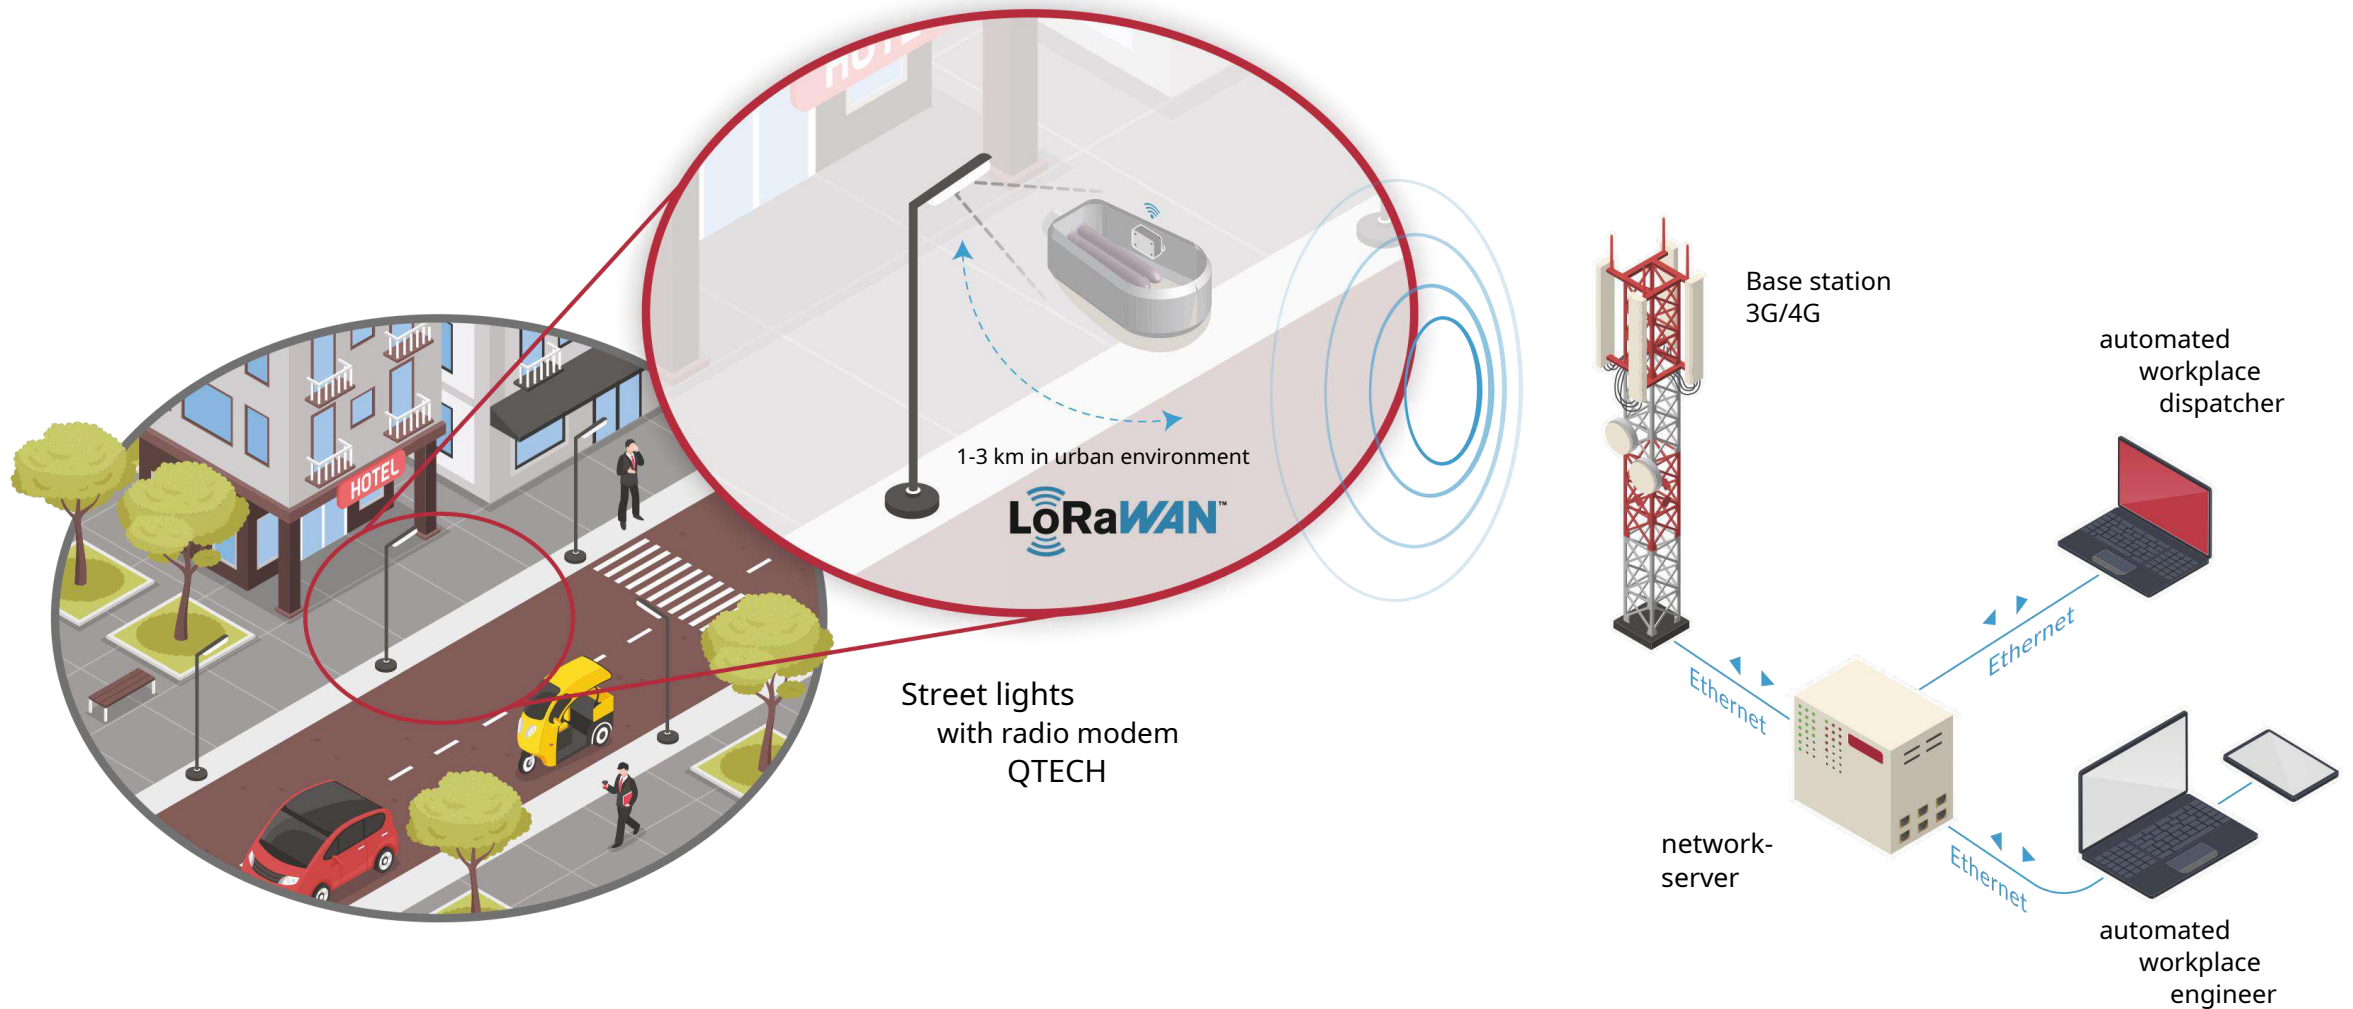 HOTEL
HOTEL
1-3 km in urban environment
LoRaWAN™
Street lights
with radio modem
QTECH
Base station
3G/4G
automated
workplace
dispatcher
Ethernet
Ethernet
network-
server
Ethernet
automated
workplace
engineer